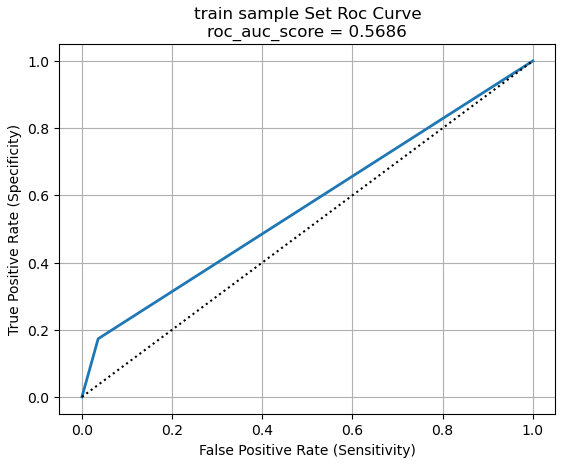 train sample Set Roc Curve
roc_auc_score = 0.5686
True Positive Rate (Specificity)
1.0
0.8
0.6
0.4
0.2
0.0
0.0 0.2 0.4 0.6 0.8 1.0
False Positive Rate (Sensitivity)